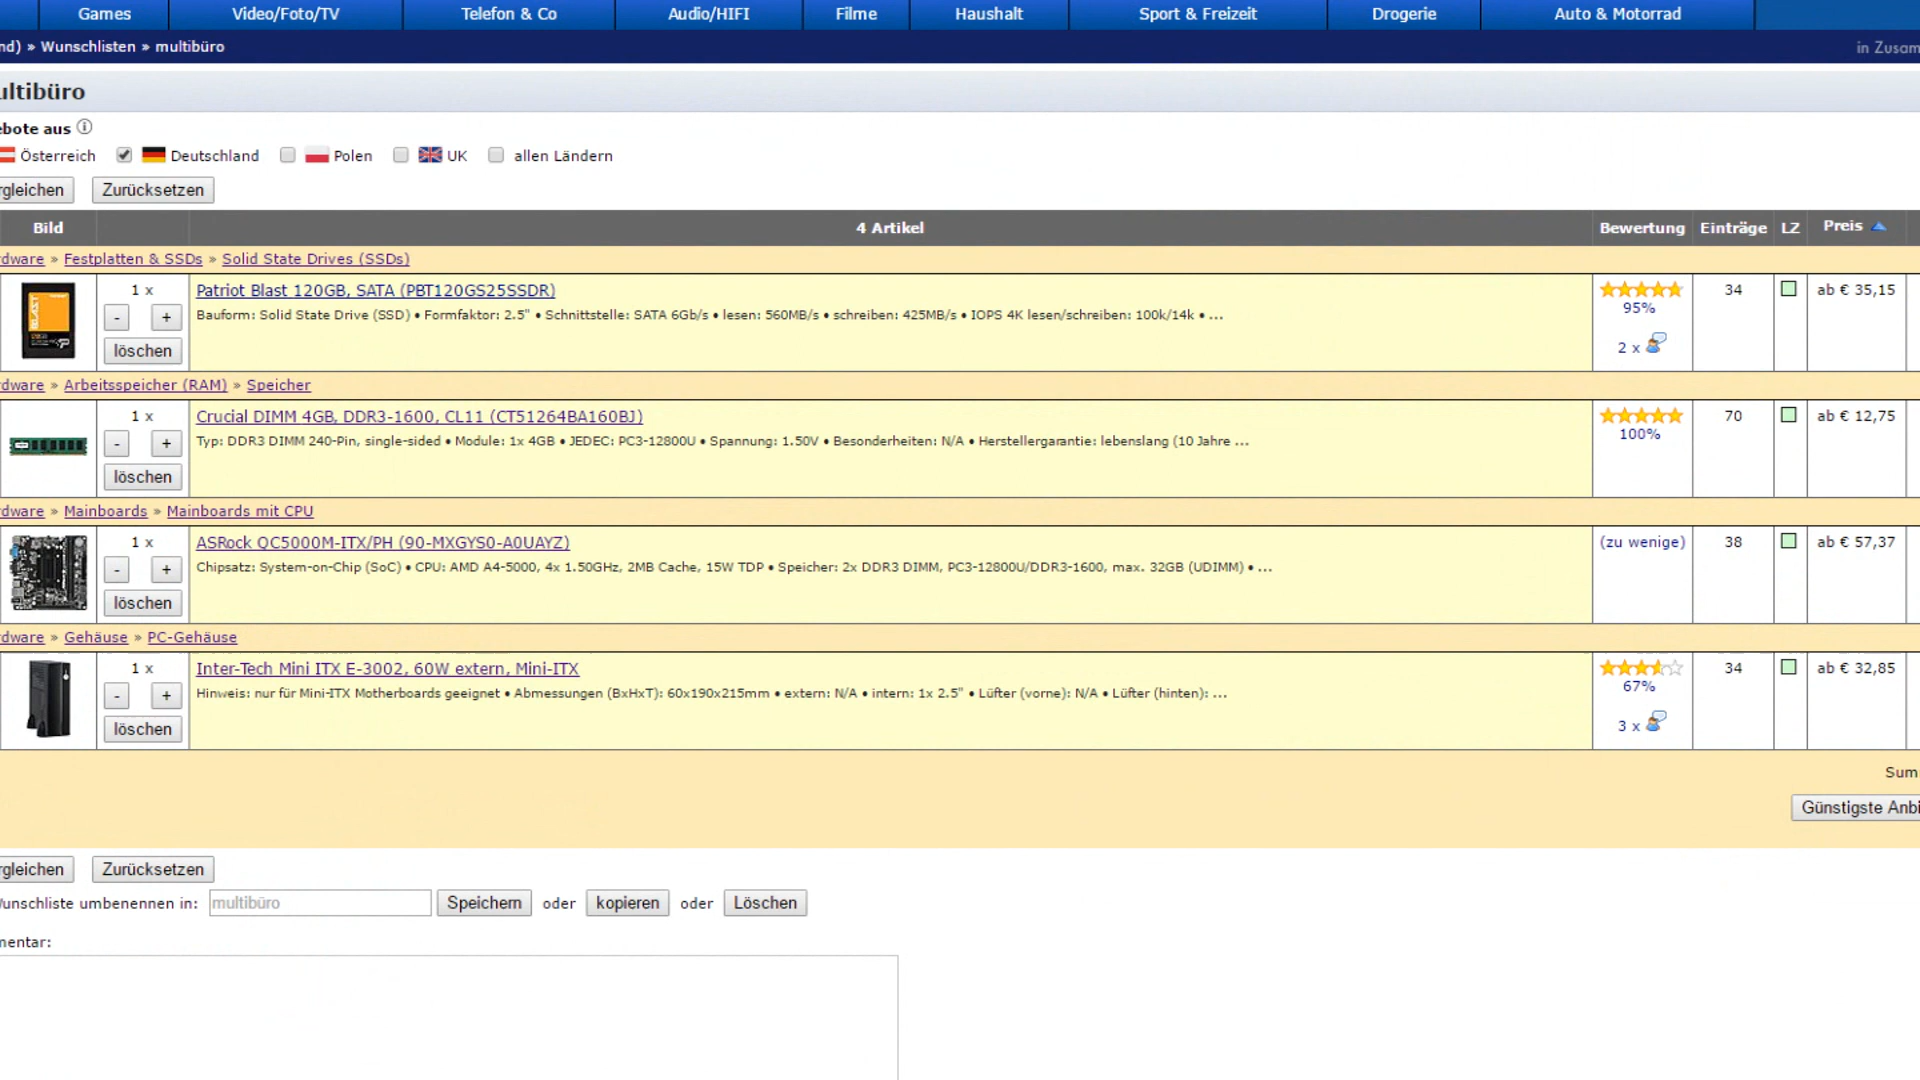 Games Video/Foto/TV Telefon & Co Audio/HIFI Filme Haushalt Sport & Freizeit Drogerie Auto & Motorrad
nd) » Wunschlisten » multibüro in Zusam
ultibüro
ebote aus
Österreich Deutschland Polen UK allen Ländern
rgleichen Zurücksetzen
Bild 4 Artikel Bewertung Einträge LZ Preis
dware » Festplatten & SSDs » Solid State Drives (SSDs)
1 x Patriot Blast 120GB, SATA (PBT120GS25SSDR) 34 ab € 35,15
- + Bauform: Solid State Drive (SSD) • Formfaktor: 2.5" • Schnittstelle: SATA 6Gb/s • lesen: 560MB/s • schreiben: 425MB/s • IOPS 4K lesen/schreiben: 100k/14k • ... 95%
löschen 2 x
dware » Arbeitsspeicher (RAM) » Speicher
1 x Crucial DIMM 4GB, DDR3-1600, CL11 (CT51264BA160BJ) 70 ab € 12,75
- + Typ: DDR3 DIMM 240-Pin, single-sided • Module: 1x 4GB • JEDEC: PC3-12800U • Spannung: 1.50V • Besonderheiten: N/A • Herstellergarantie: lebenslang (10 Jahre ... 100%
löschen
dware » Mainboards » Mainboards mit CPU
1 x ASRock QC5000M-ITX/PH (90-MXGYS0-A0UAYZ) (zu wenige) 38 ab € 57,37
- + Chipsatz: System-on-Chip (SoC) • CPU: AMD A4-5000, 4x 1.50GHz, 2MB Cache, 15W TDP • Speicher: 2x DDR3 DIMM, PC3-12800U/DDR3-1600, max. 32GB (UDIMM) • ...
löschen
dware » Gehäuse » PC-Gehäuse
1 x Inter-Tech Mini ITX E-3002, 60W extern, Mini-ITX 34 ab € 32,85
- + Hinweis: nur für Mini-ITX Motherboards geeignet • Abmessungen (BxHxT): 60x190x215mm • extern: N/A • intern: 1x 2.5" • Lüfter (vorne): N/A • Lüfter (hinten): ... 67%
löschen 3 x
Sum
Günstigste Anbi
rgleichen Zurücksetzen
Wunschliste umbenennen in: multibüro Speichern oder kopieren oder Löschen
mentar: